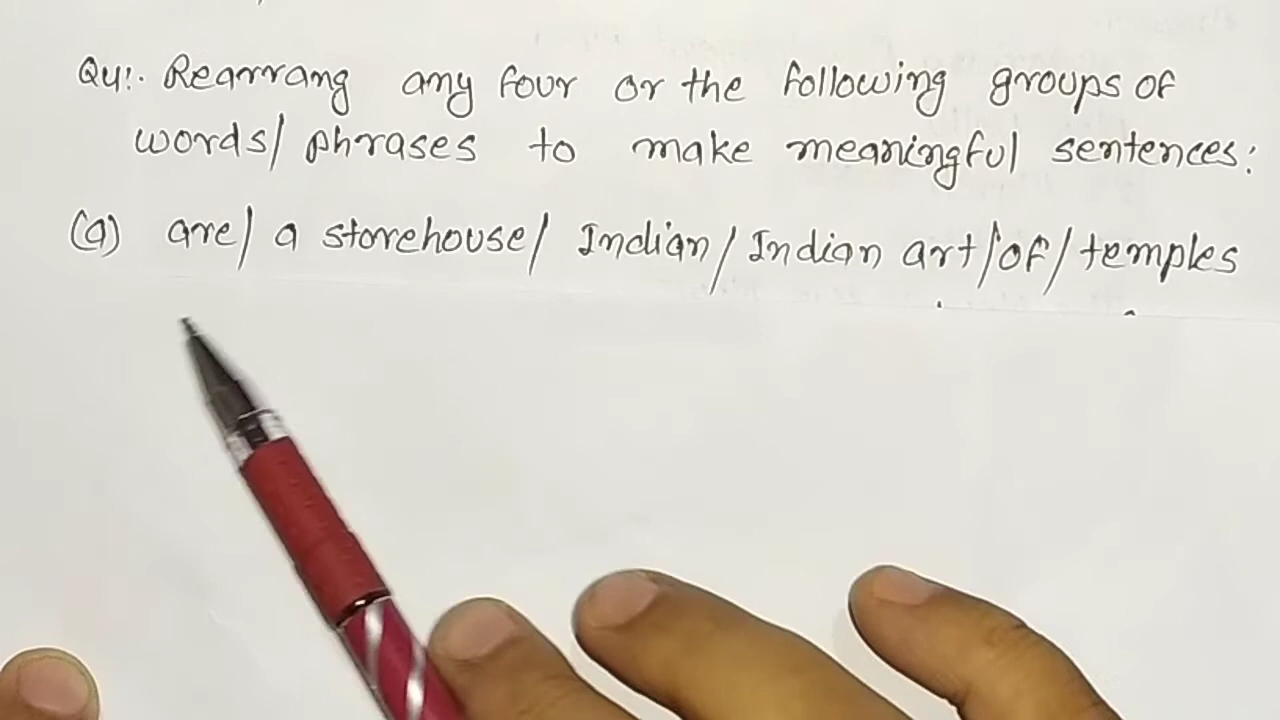 Q4!. Rearrang any four or the following groups of
words/ phrases to make meaningful sentences:
(a) are/ a storehouse/ Indian/ Indian art/of/ temples